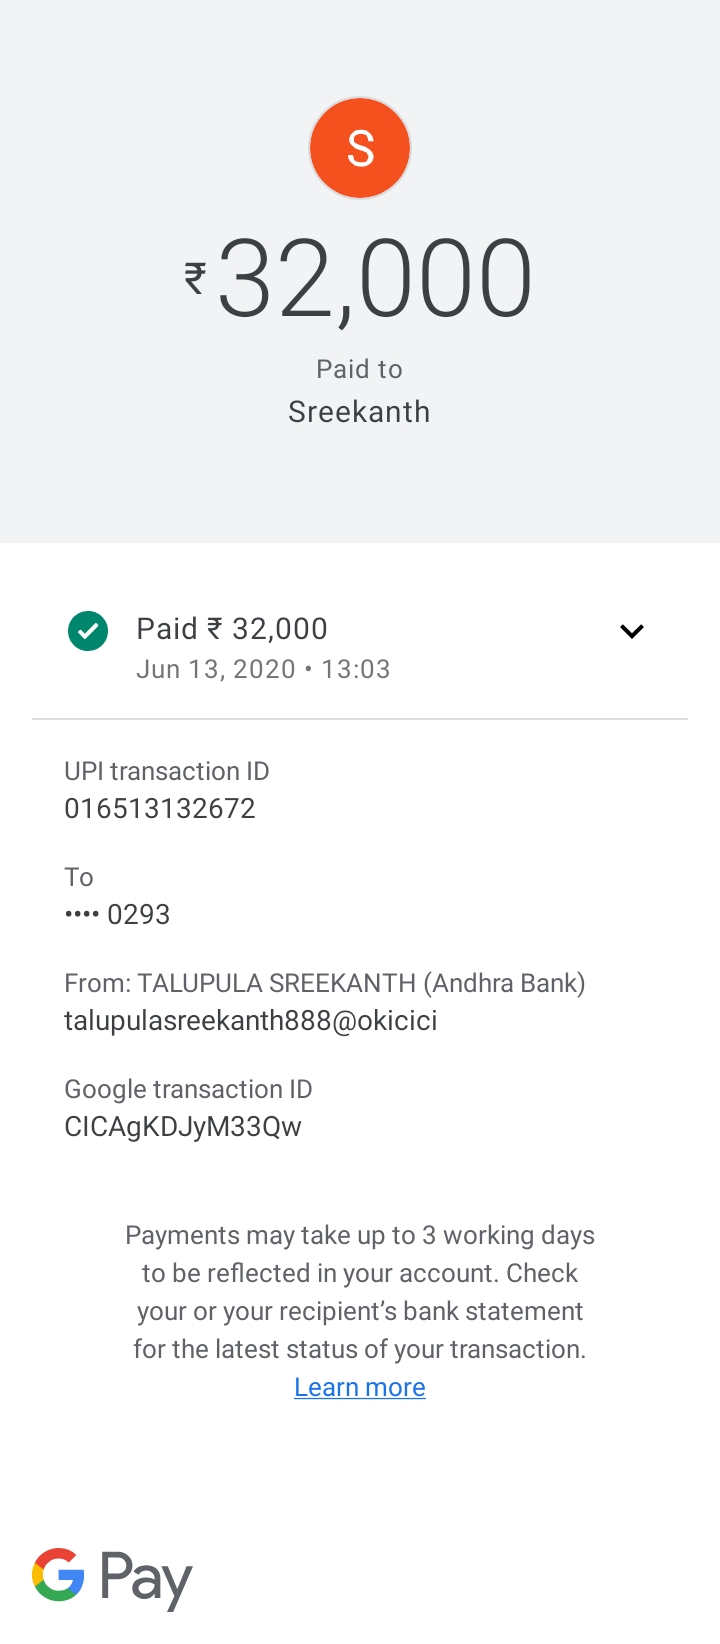 S
₹32,000
Paid to
Sreekanth
Paid ₹ 32,000
Jun 13, 2020 • 13:03
UPI transaction ID
016513132672
To
•••• 0293
From: TALUPULA SREEKANTH (Andhra Bank)
talupulasreekanth888@okicici
Google transaction ID
CICAgKDJyM33Qw
Payments may take up to 3 working days
to be reflected in your account. Check
your or your recipient’s bank statement
for the latest status of your transaction.
Learn more
G Pay